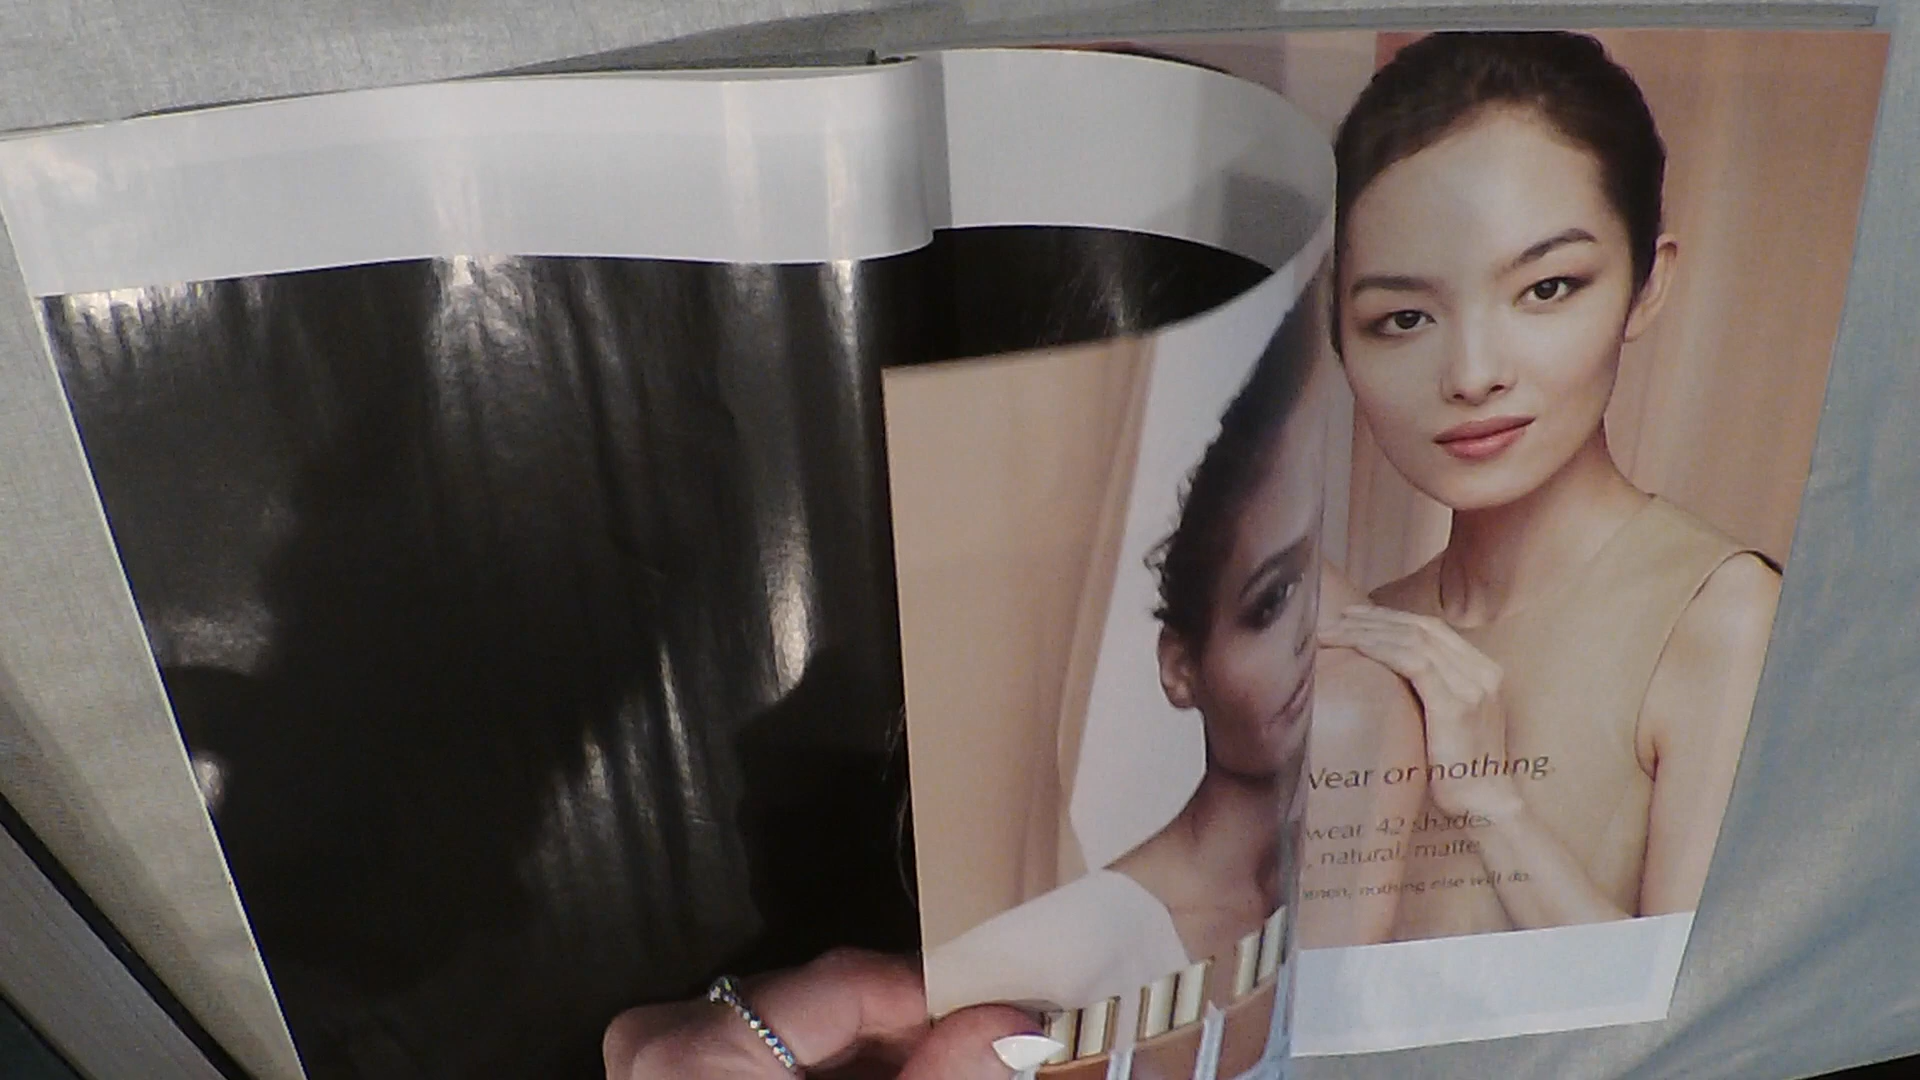 Wear or nothing.
wear. 42 shades.
, natural, matte.
nothing else will do.